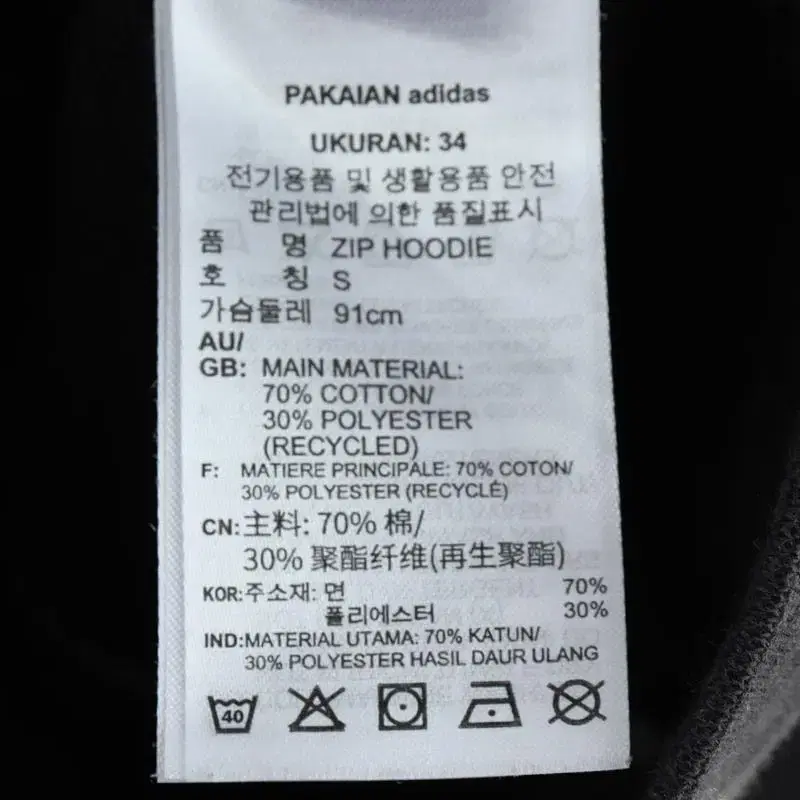 PAKAIAN adidas
UKURAN: 34
전기용품 및 생활용품 안전
관리법에 의한 품질표시
품 명 ZIP HOODIE
호 칭 S
가슴둘레 91cm
AU/
GB: MAIN MATERIAL:
70% COTTON/
30% POLYESTER
(RECYCLED)
F: MATIERE PRINCIPALE: 70% COTON/
30% POLYESTER (RECYCLÉ)
CN:主料: 70% 棉/
30% 聚酯纤维(再生聚酯)
KOR:주소재: 면 70%
폴리에스터 30%
IND:MATERIAL UTAMA: 70% KATUN/
30% POLYESTER HASIL DAUR ULANG
40